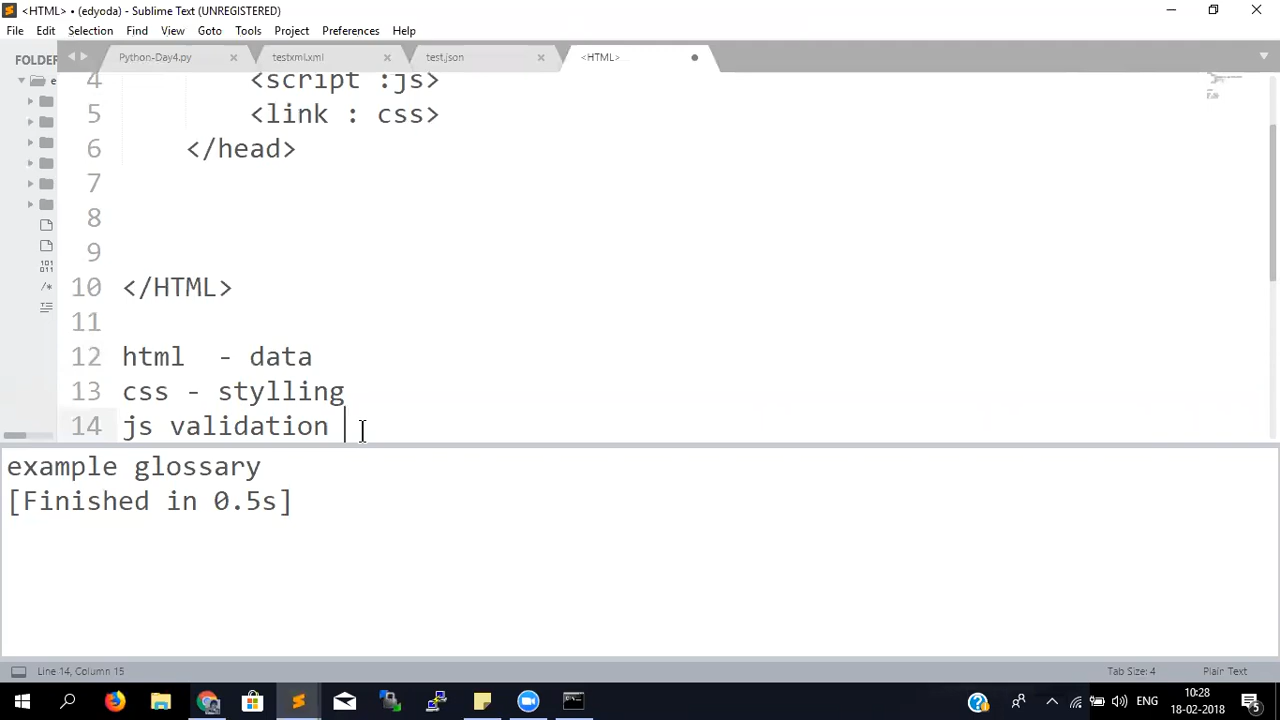 <HTML> • (edyoda) - Sublime Text (UNREGISTERED)
File Edit Selection Find View Goto Tools Project Preferences Help
FOLDER Python-Day4.py × testxml.xml × test.json × <HTML>
e
4 <script :js>
5 <link : css>
6 </head>
7
8
9
10 </HTML>
11
12 html  - data
13 css - stylling
14 js validation
example glossary
[Finished in 0.5s]
Line 14, Column 15 Tab Size: 4 Plain Text
ENG 10:28
18-02-2018 5